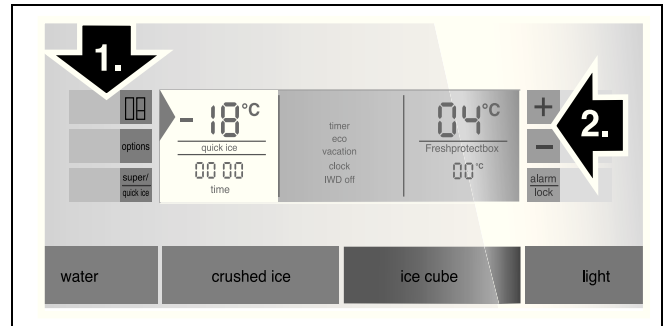 1.
2.
- 18°C
quick ice
00 00
time
timer
eco
vacation
clock
IWD off
04°C
Freshprotectbox
00°C
options
super/
quick ice
+
−
alarm
lock
water
crushed ice
ice cube
light